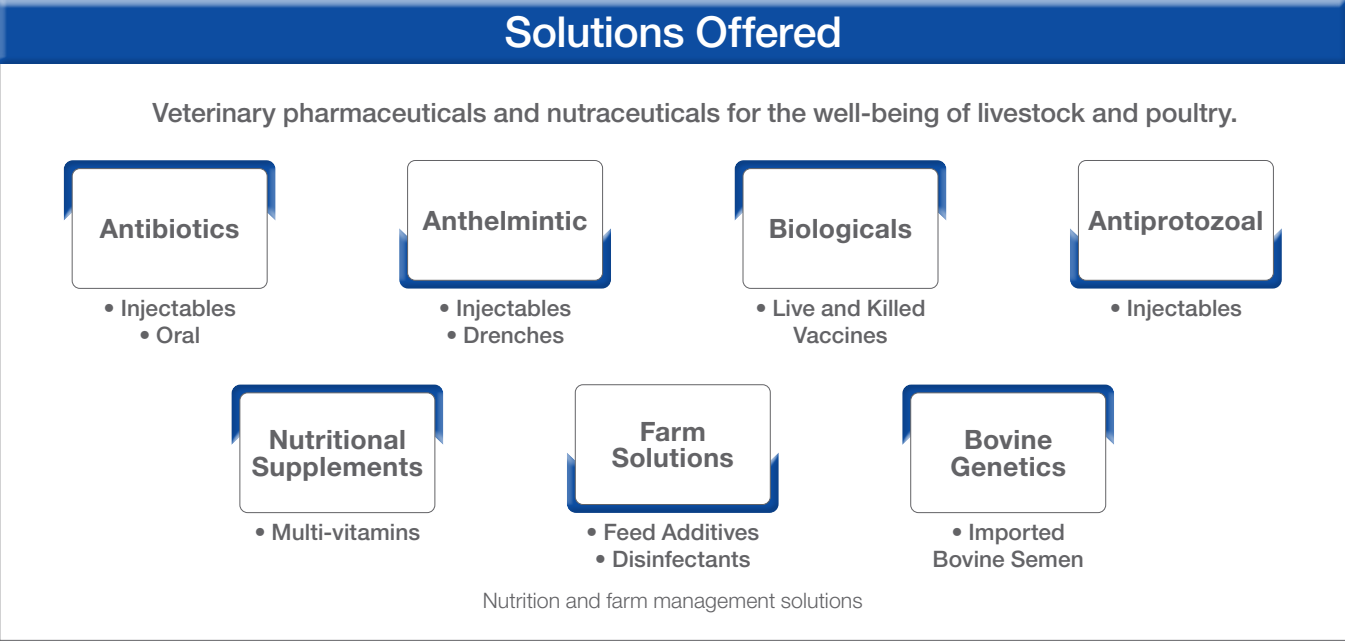 Solutions Offered
Veterinary pharmaceuticals and nutraceuticals for the well-being of livestock and poultry.
Antibiotics
• Injectables
• Oral
Anthelmintic
• Injectables
• Drenches
Biologicals
• Live and Killed
Vaccines
Antiprotozoal
• Injectables
Nutritional
Supplements
• Multi-vitamins
Farm
Solutions
• Feed Additives
• Disinfectants
Bovine
Genetics
• Imported
Bovine Semen
Nutrition and farm management solutions